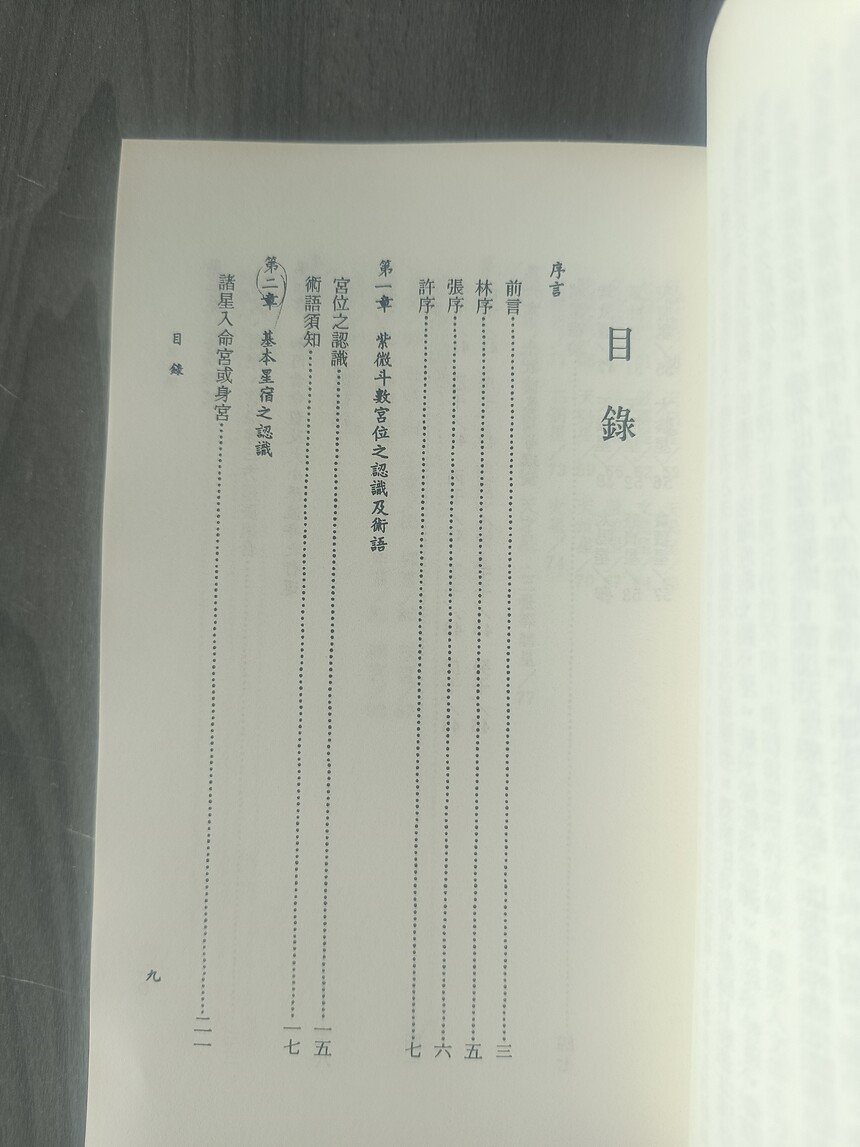 目錄
序言
前言⋯⋯⋯⋯⋯⋯⋯⋯⋯⋯三
林序⋯⋯⋯⋯⋯⋯⋯⋯⋯⋯五
張序⋯⋯⋯⋯⋯⋯⋯⋯⋯⋯六
許序⋯⋯⋯⋯⋯⋯⋯⋯⋯⋯七
第一章　紫微斗數宮位之認識及術語
宮位之認識⋯⋯⋯⋯⋯⋯⋯⋯⋯⋯一五
術語須知⋯⋯⋯⋯⋯⋯⋯⋯⋯⋯一七
第二章　基本星宿之認識
諸星入命宮或身宮⋯⋯⋯⋯⋯⋯⋯⋯⋯⋯二一
目錄
九